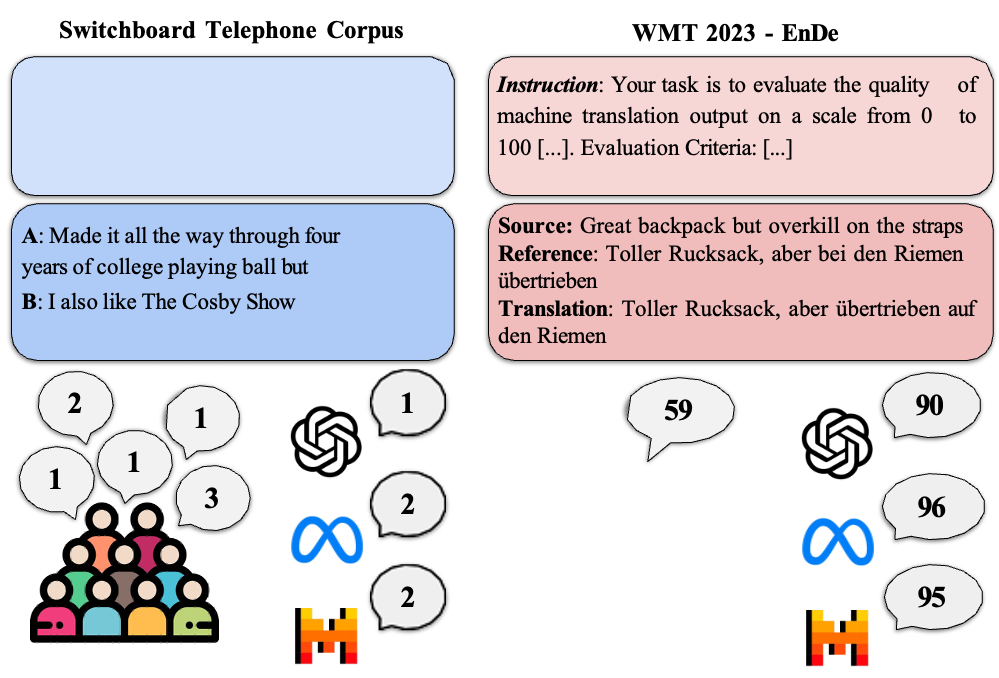 Switchboard Telephone Corpus
A: Made it all the way through four
years of college playing ball but
B: I also like The Cosby Show
2
1
1
1
3
1
2
2
WMT 2023 - EnDe
Instruction: Your task is to evaluate the quality of
machine translation output on a scale from 0 to
100 [...]. Evaluation Criteria: [...]
Source: Great backpack but overkill on the straps
Reference: Toller Rucksack, aber bei den Riemen
übertrieben
Translation: Toller Rucksack, aber übertrieben auf
den Riemen
59
90
96
95